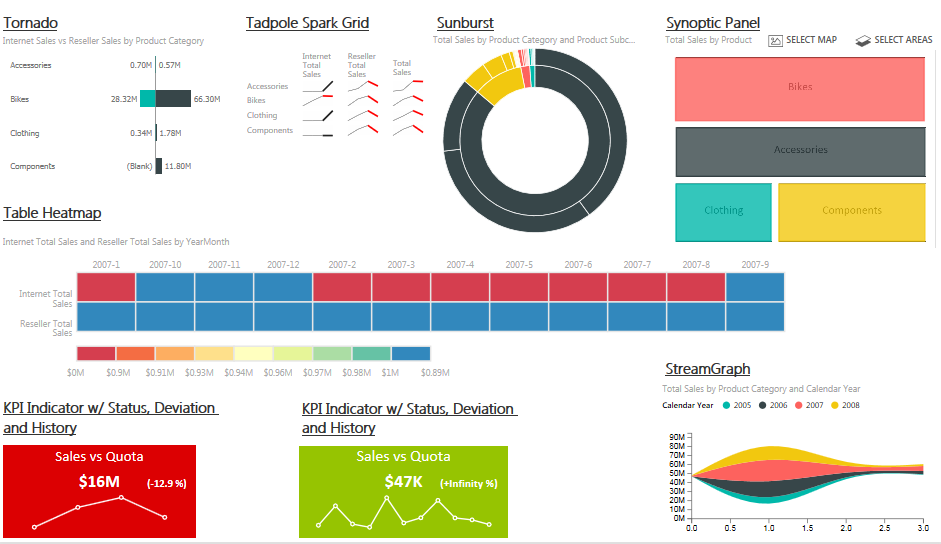 Tornado
Internet Sales vs Reseller Sales by Product Category
Accessories 0.70M 0.57M
Bikes 28.32M 66.30M
Clothing 0.34M 1.78M
Components (Blank) 11.80M
Tadpole Spark Grid
Internet Total Sales
Reseller Total Sales
Total Sales
Accessories
Bikes
Clothing
Components
Sunburst
Total Sales by Product Category and Product Subc...
Synoptic Panel
Total Sales by Product SELECT MAP SELECT AREAS
Bikes
Accessories
Clothing Components
Table Heatmap
Internet Total Sales and Reseller Total Sales by YearMonth
2007-1 2007-10 2007-11 2007-12 2007-2 2007-3 2007-4 2007-5 2007-6 2007-7 2007-8 2007-9
Internet Total
Sales
Reseller Total
Sales
$0M $0.9M $0.91M $0.93M $0.94M $0.96M $0.97M $0.98M $1M $0.89M
KPI Indicator w/ Status, Deviation
and History
Sales vs Quota
$16M (-12.9 %)
KPI Indicator w/ Status, Deviation
and History
Sales vs Quota
$47K (+Infinity %)
StreamGraph
Total Sales by Product Category and Calendar Year
Calendar Year 2005 2006 2007 2008
90M
80M
70M
60M
50M
40M
30M
20M
10M
0M
0.0 0.5 1.0 1.5 2.0 2.5 3.0